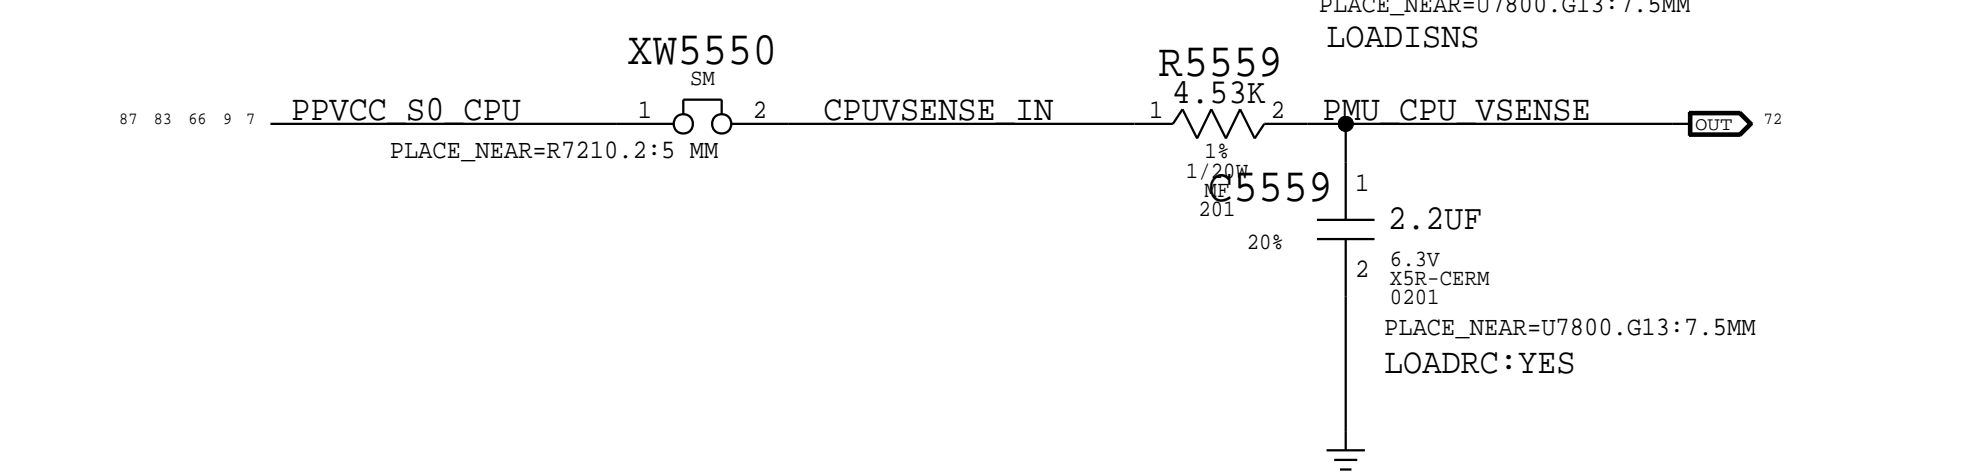 PLACE_NEAR=U7800.G13:7.5MM
LOADISNS
XW5550
SM
R5559
4.53K
87 83 66 9 7
PPVCC_S0_CPU
1
2
CPUVSENSE_IN
1
2
PMU_CPU_VSENSE
OUT
72
PLACE_NEAR=R7210.2:5 MM
1%
1/20W
MF
201
C5559
1
2.2UF
20%
2
6.3V
X5R-CERM
0201
PLACE_NEAR=U7800.G13:7.5MM
LOADRC:YES